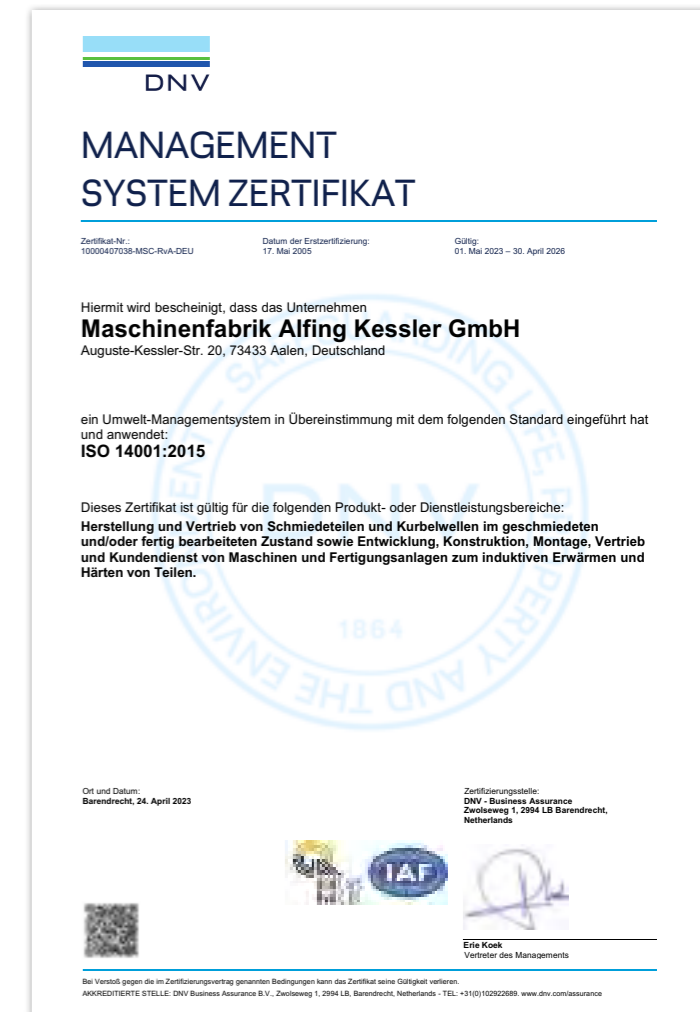 DNV
MANAGEMENT
SYSTEM ZERTIFIKAT
Zertifikat-Nr.:
10000407038-MSC-RvA-DEU
Datum der Erstzertifizierung:
17. Mai 2005
Gültig:
01. Mai 2023 – 30. April 2026
Hiermit wird bescheinigt, dass das Unternehmen
Maschinenfabrik Alfing Kessler GmbH
Auguste-Kessler-Str. 20, 73433 Aalen, Deutschland
ein Umwelt-Managementsystem in Übereinstimmung mit dem folgenden Standard eingeführt hat
und anwendet:
ISO 14001:2015
Dieses Zertifikat ist gültig für die folgenden Produkt- oder Dienstleistungsbereiche:
Herstellung und Vertrieb von Schmiedeteilen und Kurbelwellen im geschmiedeten
und/oder fertig bearbeiteten Zustand sowie Entwicklung, Konstruktion, Montage, Vertrieb
und Kundendienst von Maschinen und Fertigungsanlagen zum induktiven Erwärmen und
Härten von Teilen.
DNV
1864
Ort und Datum:
Barendrecht, 24. April 2023
Zertifizierungsstelle:
DNV - Business Assurance
Zwolseweg 1, 2994 LB Barendrecht,
Netherlands
IAF
Erie Koek
Vertreter des Managements
Bei Verstoß gegen die im Zertifizierungsvertrag genannten Bedingungen kann das Zertifikat seine Gültigkeit verlieren.
AKKREDITIERTE STELLE: DNV Business Assurance B.V., Zwolseweg 1, 2994 LB, Barendrecht, Netherlands - TEL: +31(0)102922689. www.dnv.com/assurance